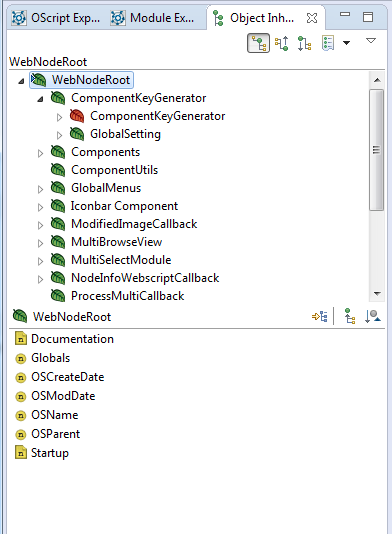 OScript Exp... Module Ex... Object Inh...
WebNodeRoot
WebNodeRoot
ComponentKeyGenerator
ComponentKeyGenerator
GlobalSetting
Components
ComponentUtils
GlobalMenus
Iconbar Component
ModifiedImageCallback
MultiBrowseView
MultiSelectModule
NodeInfoWebscriptCallback
ProcessMultiCallback
WebNodeRoot
Documentation
n Globals
n OSCreateDate
n OSModDate
n OSName
n OSParent
Startup